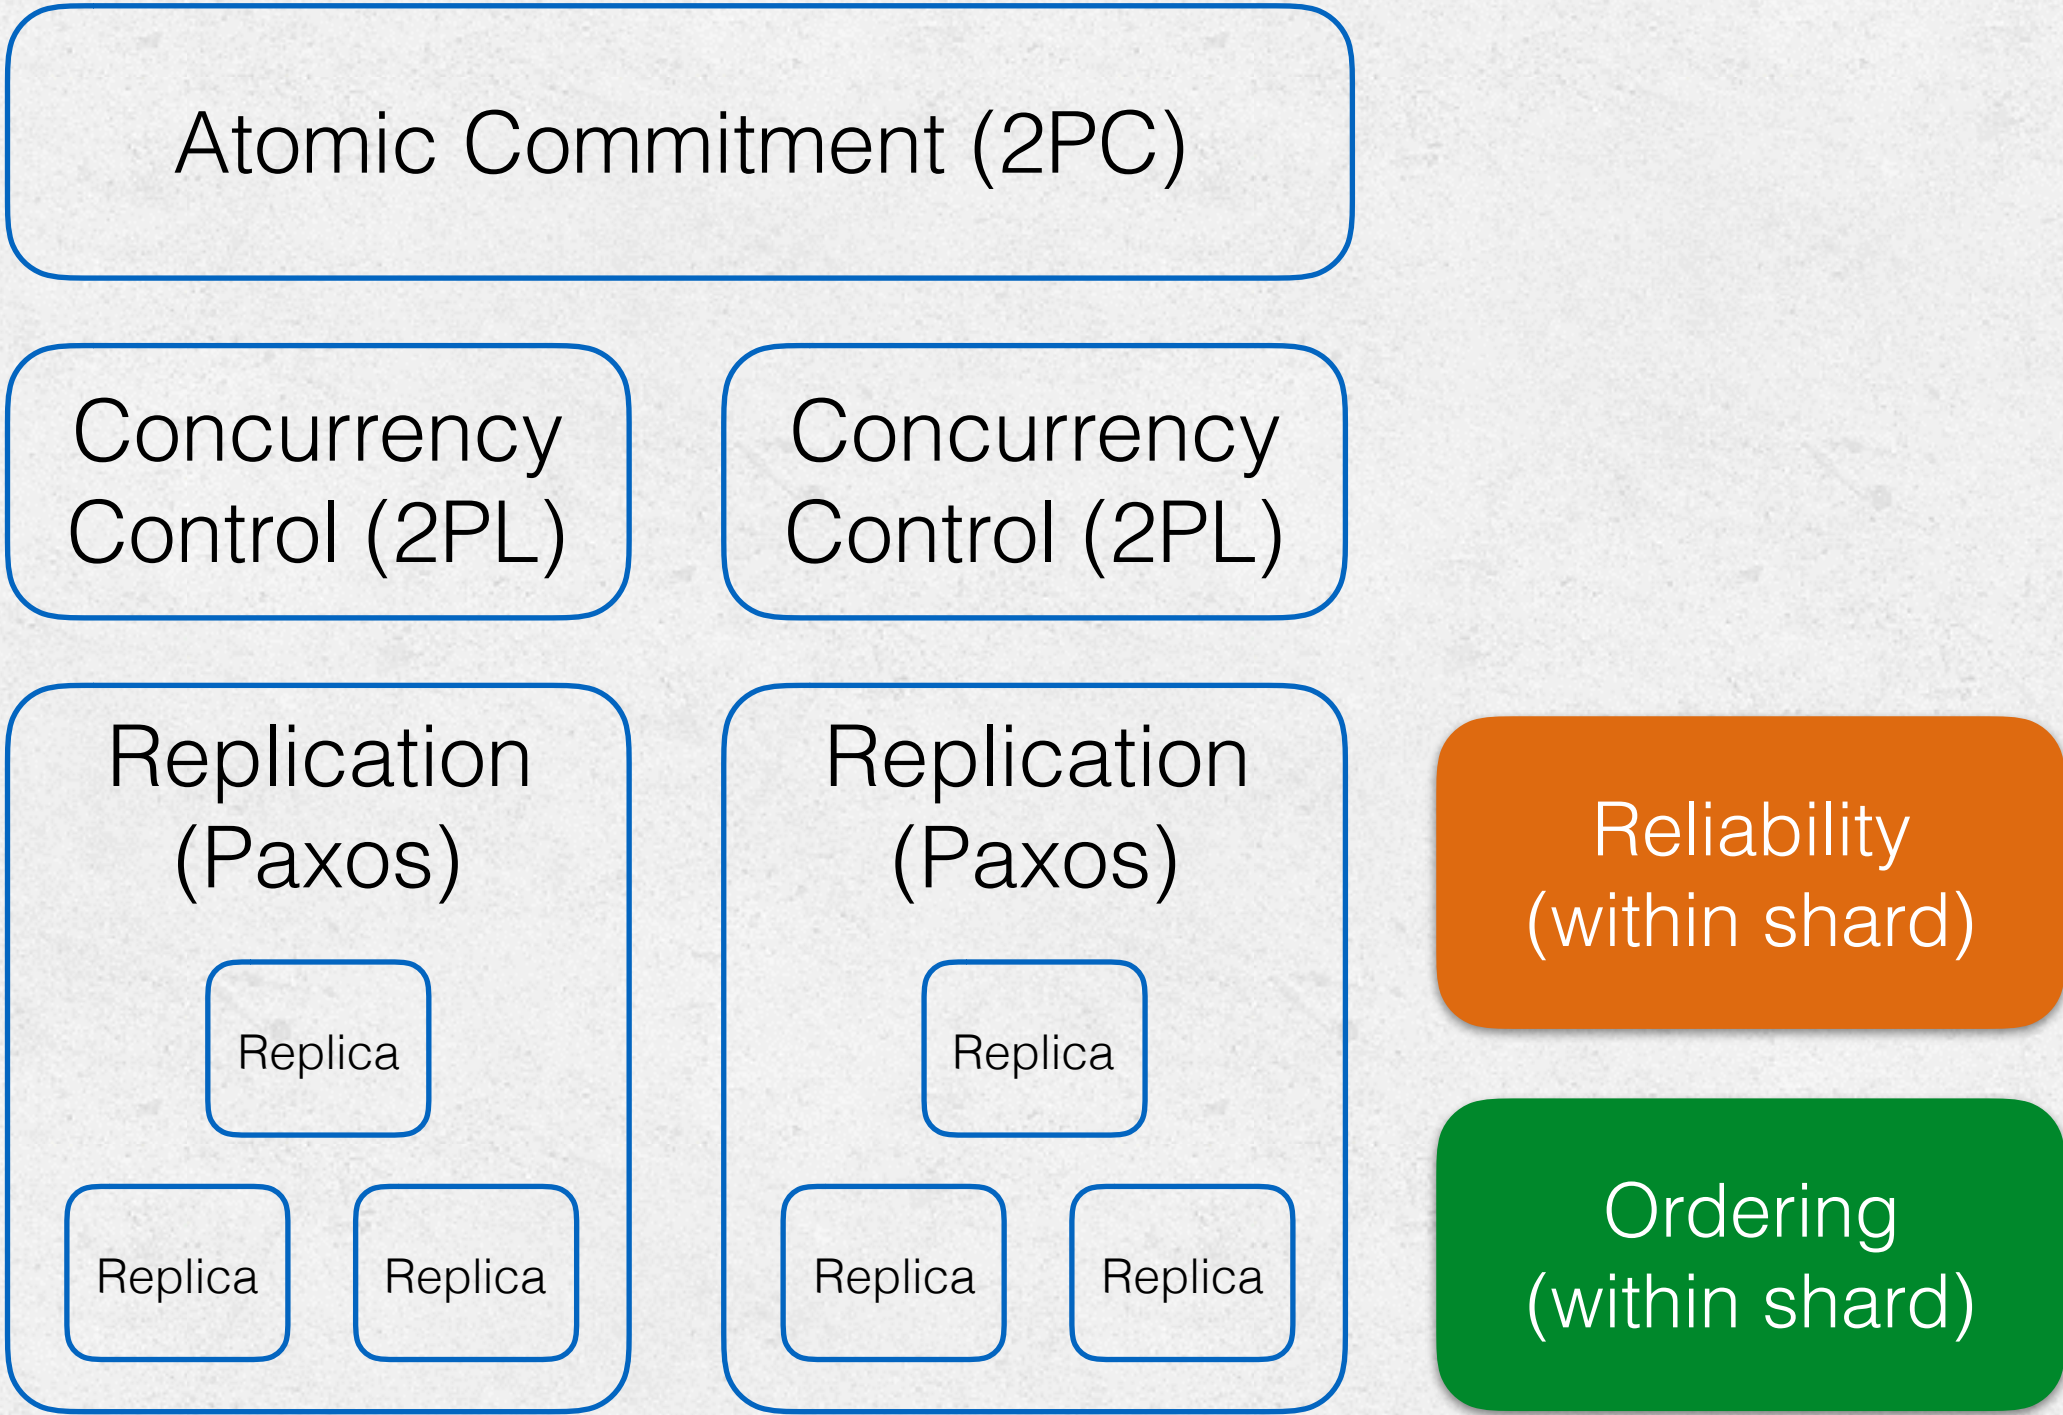 Atomic Commitment (2PC)
Concurrency
Control (2PL)
Concurrency
Control (2PL)
Replication
(Paxos)
Replica
Replica
Replica
Replication
(Paxos)
Replica
Replica
Replica
Reliability
(within shard)
Ordering
(within shard)